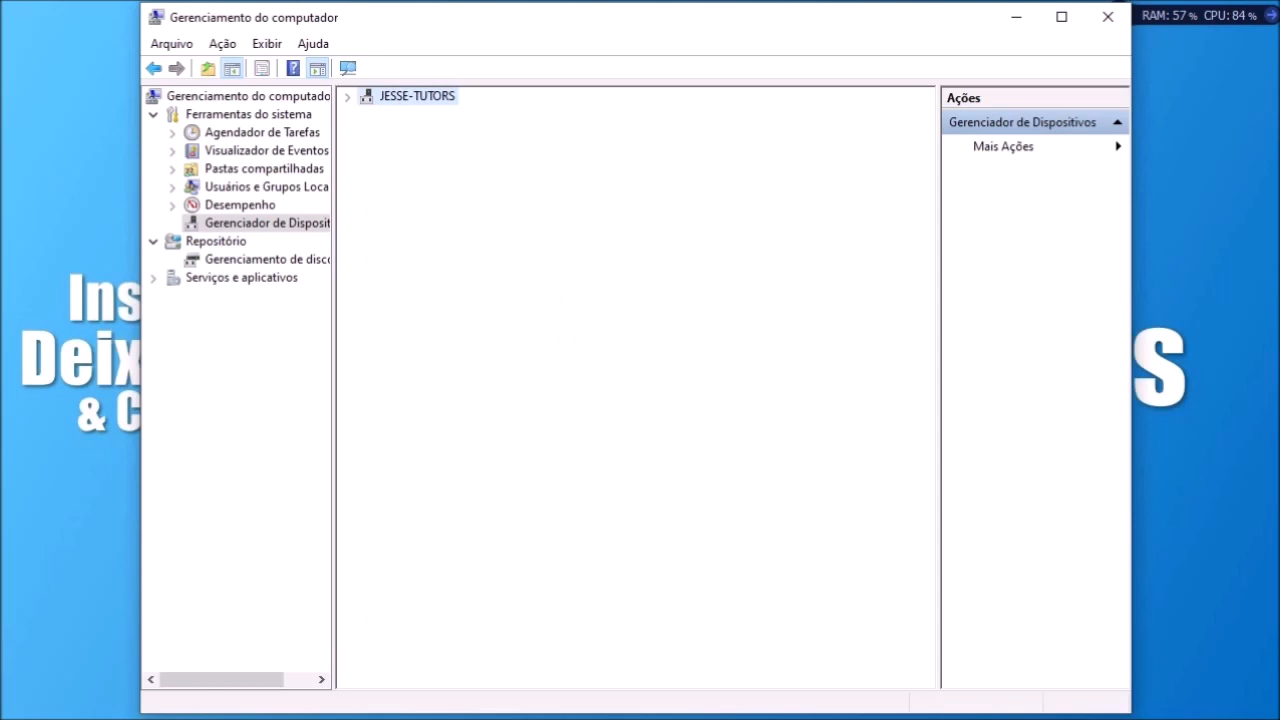 Gerenciamento do computador
RAM: 57 % CPU: 84 %
Arquivo Ação Exibir Ajuda
Gerenciamento do computado
Ferramentas do sistema
Agendador de Tarefas
Visualizador de Eventos
Pastas compartilhadas
Usuários e Grupos Loca
Desempenho
Gerenciador de Disposit
Repositório
Gerenciamento de disc
Serviços e aplicativos
JESSE-TUTORS
Ações
Gerenciador de Dispositivos
Mais Ações
Ins
Deix
& C
S